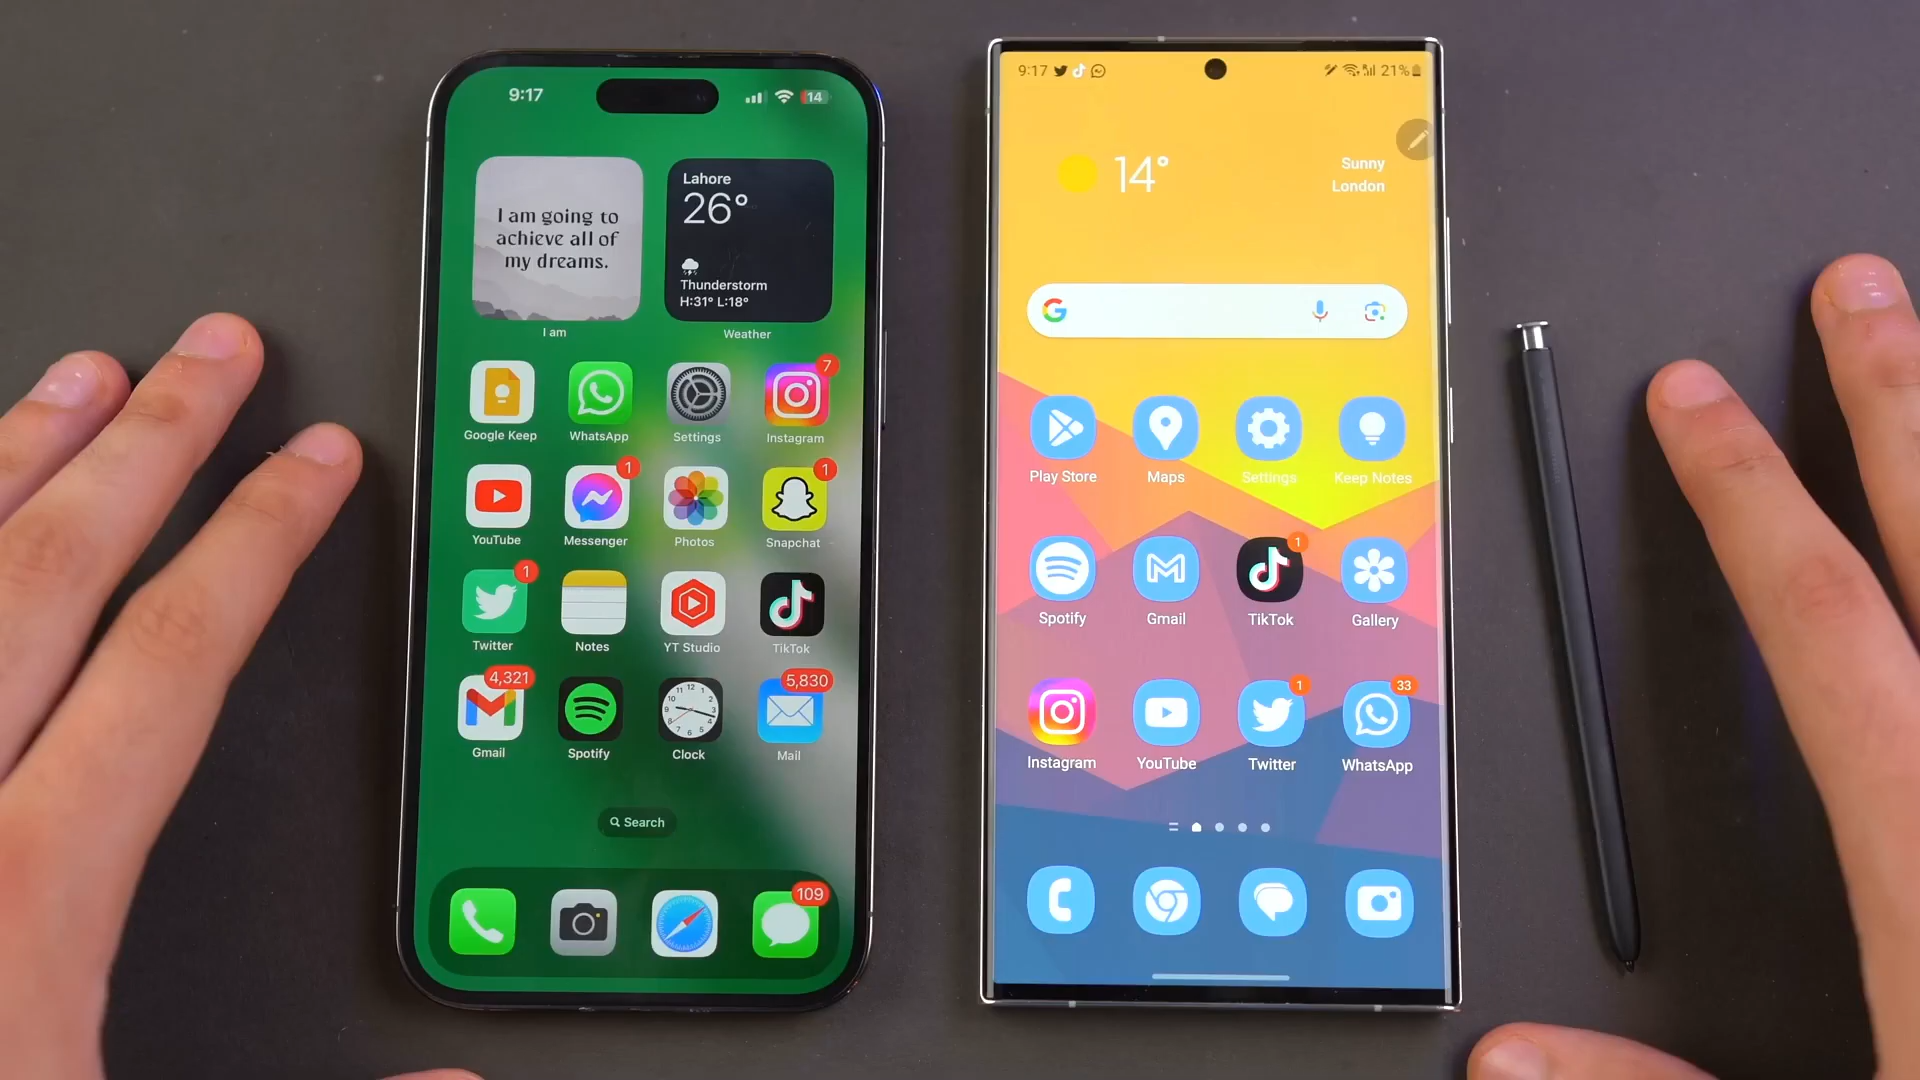 9:17
14
I am going to
achieve all of
my dreams.
I am
Lahore
26°
Thunderstorm
H:31° L:18°
Weather
7
Google Keep
WhatsApp
Settings
Instagram
1
1
YouTube
Messenger
Photos
Snapchat
1
Twitter
Notes
YT Studio
TikTok
4,321
5,830
Gmail
Spotify
Clock
Mail
Search
109
9:17
21%
14°
Sunny
London
G
Play Store
Maps
Settings
Keep Notes
1
Spotify
Gmail
TikTok
Gallery
1
33
Instagram
YouTube
Twitter
WhatsApp